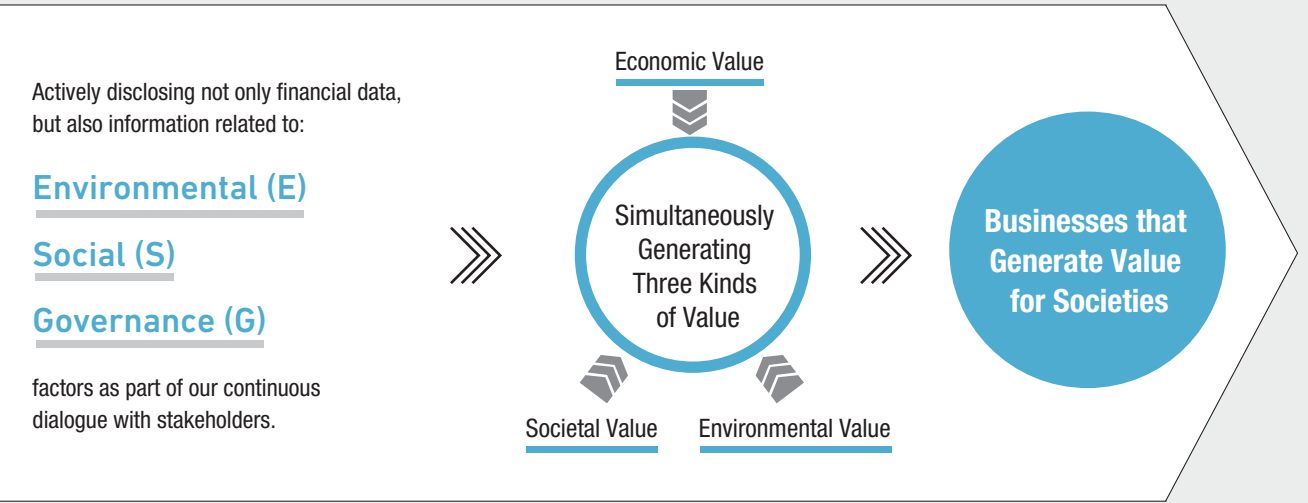 Actively disclosing not only financial data,
but also information related to:
Environmental (E)
Social (S)
Governance (G)
factors as part of our continuous
dialogue with stakeholders.
Economic Value
Simultaneously
Generating
Three Kinds
of Value
Societal Value
Environmental Value
Businesses that
Generate Value
for Societies